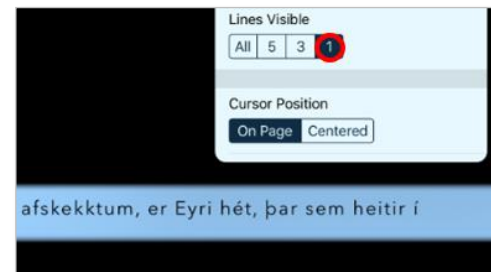 Lines Visible
All 5 3 1
Cursor Position
On Page Centered
afskekktum, er Eyri hét, þar sem heitir í